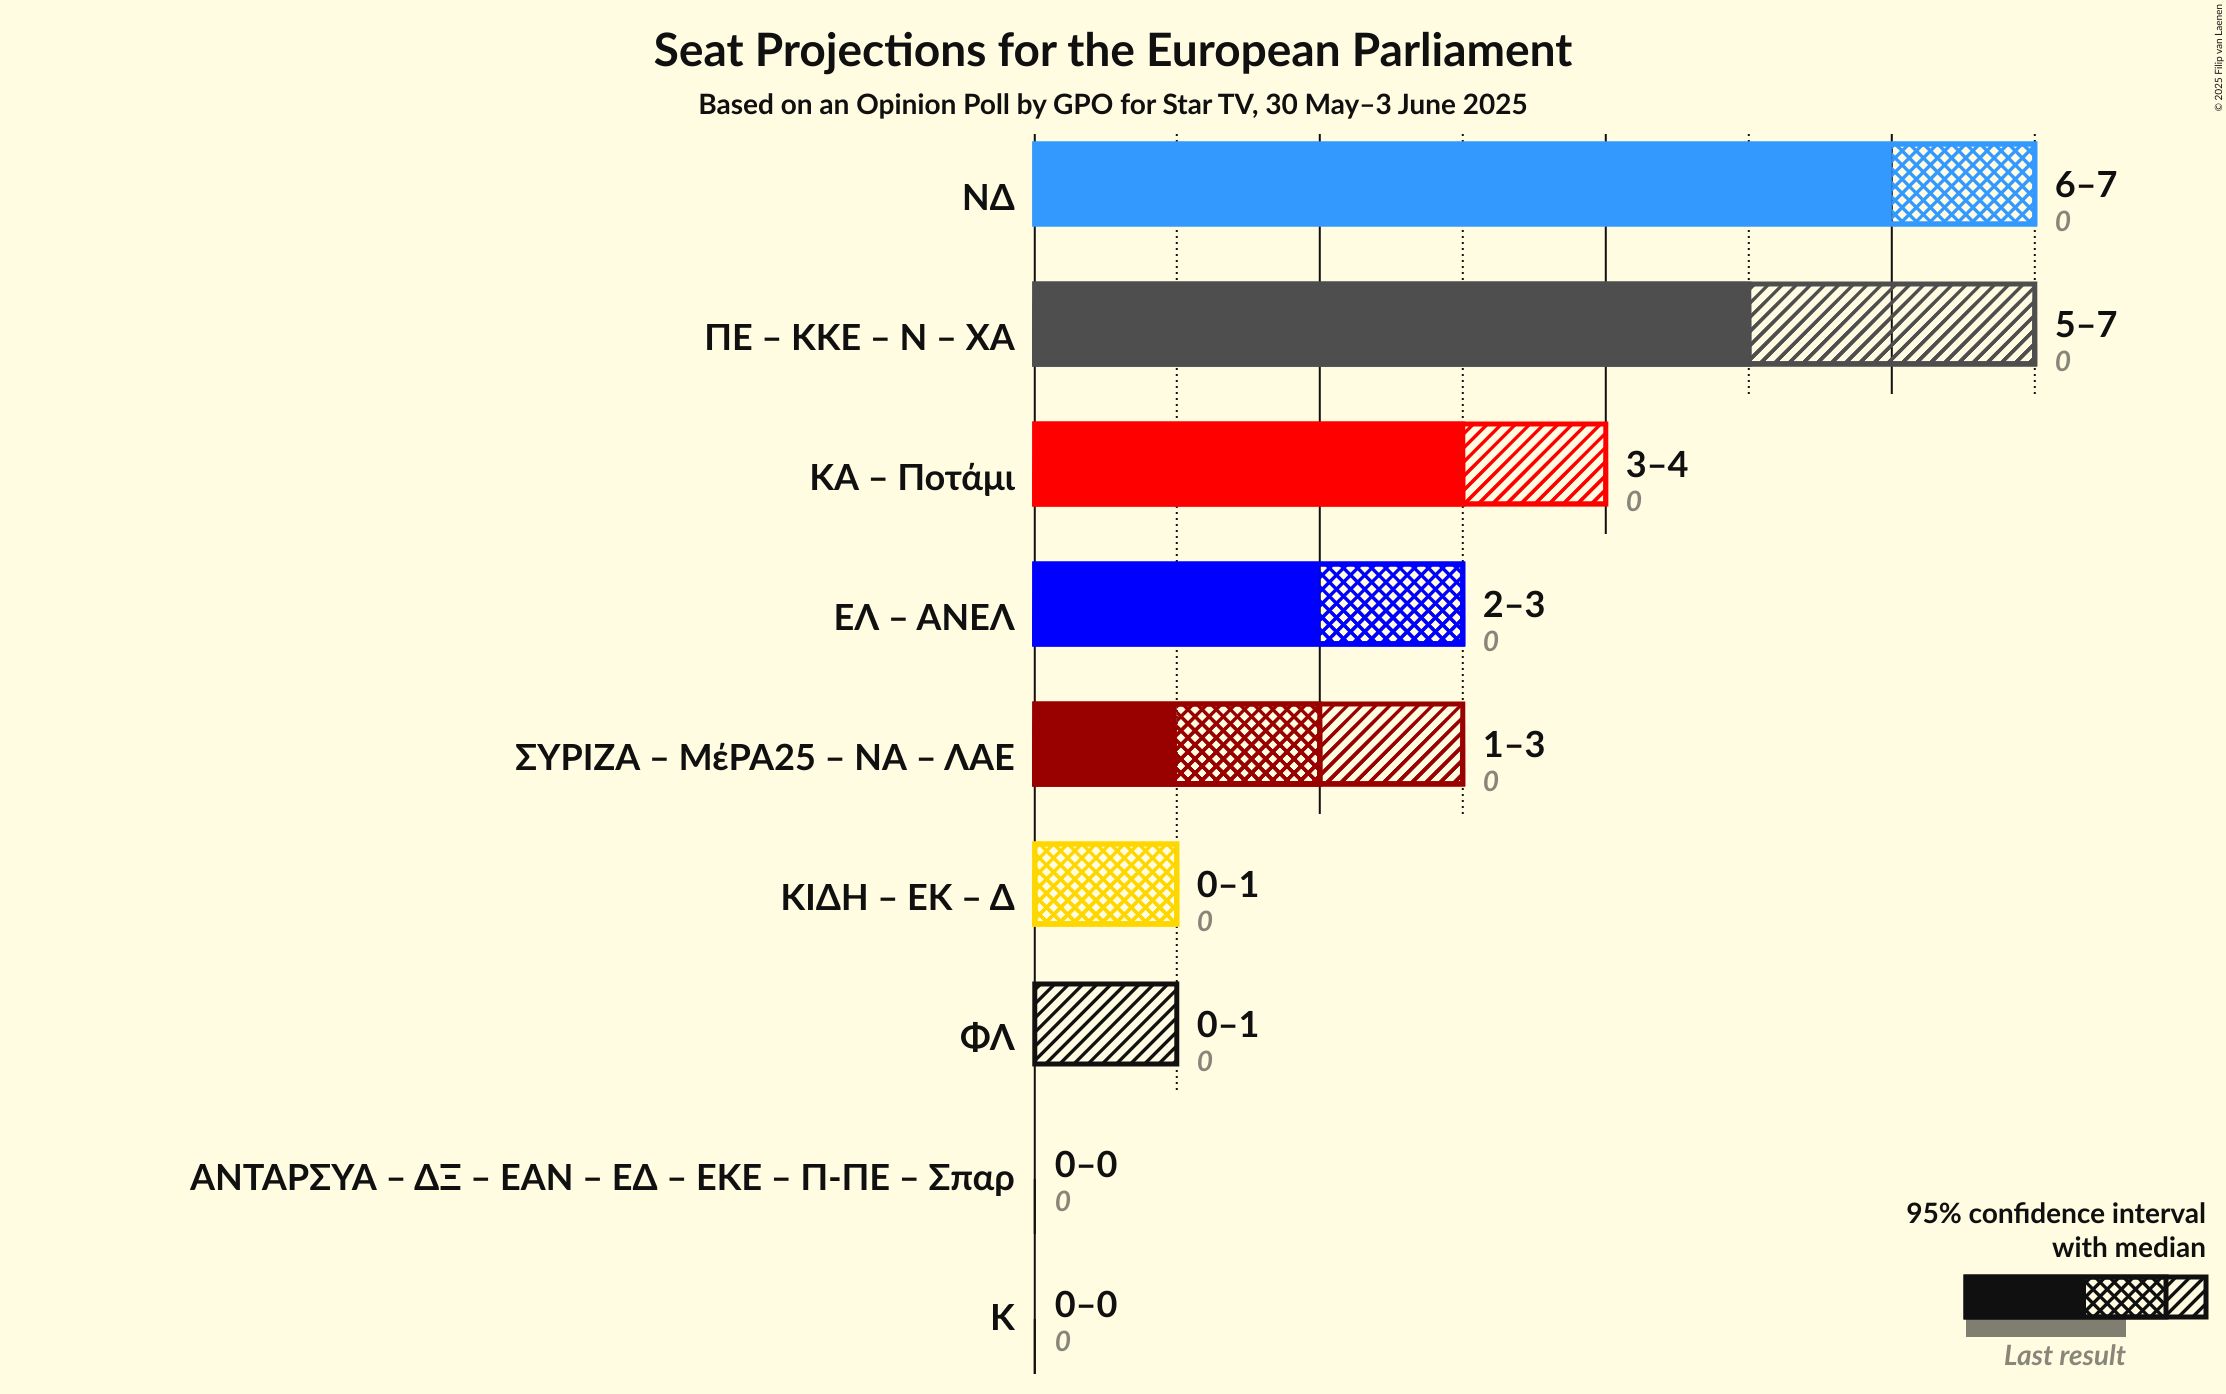 Seat Projections for the European Parliament
Based on an Opinion Poll by GPO for Star TV, 30 May–3 June 2025
© 2025 Filip van Laenen
ΝΔ
6–7
0
ΠΕ – ΚΚΕ – Ν – ΧΑ
5–7
0
ΚΑ – Ποτάμι
3–4
0
ΕΛ – ΑΝΕΛ
2–3
0
ΣΥΡΙΖΑ – ΜέΡΑ25 – ΝΑ – ΛΑΕ
1–3
0
ΚΙΔΗ – ΕΚ – Δ
0–1
0
ΦΛ
0–1
0
ΑΝΤΑΡΣΥΑ – ΔΞ – ΕΑΝ – ΕΔ – ΕΚΕ – Π-ΠΕ – Σπαρ
0–0
0
Κ
0–0
0
95% confidence interval
with median
Last result